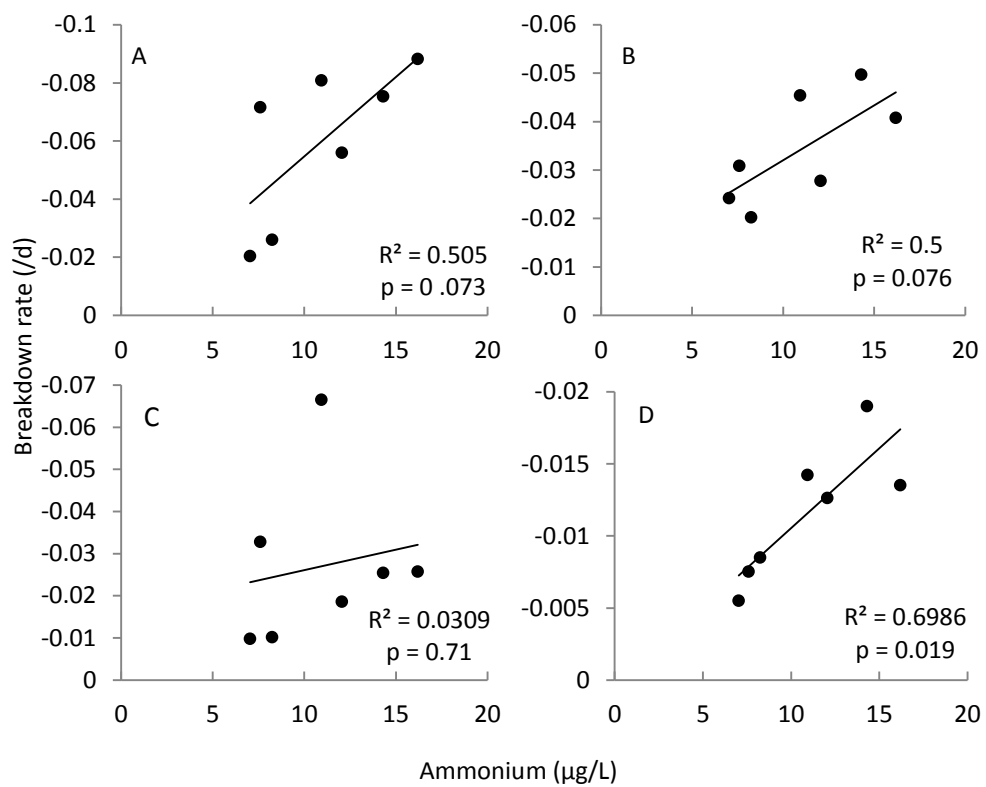 -0.1
-0.08
-0.06
-0.04
-0.02
0
0 5 10 15 20
A
R² = 0.505
p = 0 .073
-0.06
-0.05
-0.04
-0.03
-0.02
-0.01
0
0 5 10 15 20
B
R² = 0.5
p = 0.076
Breakdown rate (/d)
-0.07
-0.06
-0.05
-0.04
-0.03
-0.02
-0.01
0
0 5 10 15 20
C
R² = 0.0309
p = 0.71
-0.02
-0.015
-0.01
-0.005
0
0 5 10 15 20
D
R² = 0.6986
p = 0.019
Ammonium (µg/L)